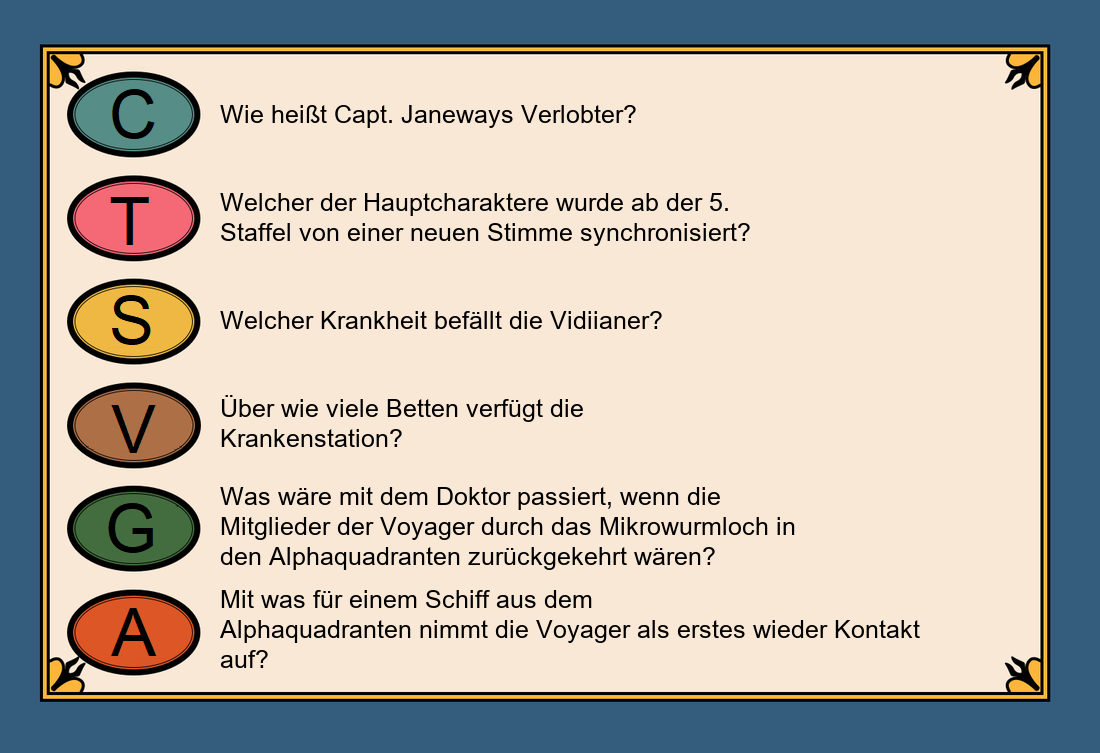 C
Wie heißt Capt. Janeways Verlobter?
T
Welcher der Hauptcharaktere wurde ab der 5.
Staffel von einer neuen Stimme synchronisiert?
S
Welcher Krankheit befällt die Vidiianer?
V
Über wie viele Betten verfügt die
Krankenstation?
G
Was wäre mit dem Doktor passiert, wenn die
Mitglieder der Voyager durch das Mikrowurmloch in
den Alphaquadranten zurückgekehrt wären?
A
Mit was für einem Schiff aus dem
Alphaquadranten nimmt die Voyager als erstes wieder Kontakt
auf?